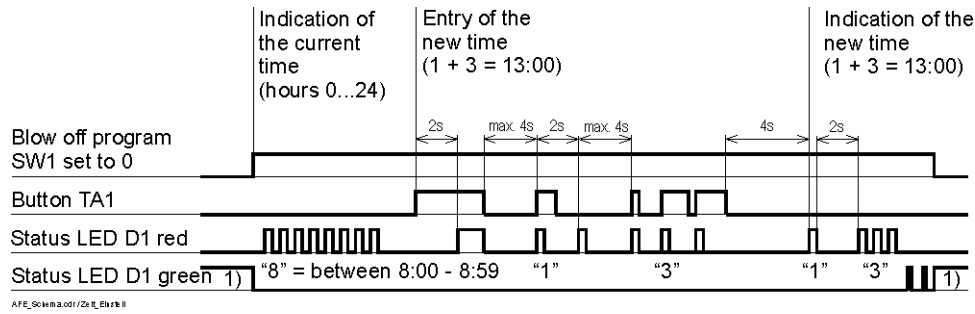 Indication of
the current
time
(hours 0...24)
Entry of the
new time
(1 + 3 = 13:00)
Indication of the
new time
(1 + 3 = 13:00)
2s
max. 4s
2s
max. 4s
4s
2s
Blow off program
SW1 set to 0
Button TA1
Status LED D1 red
Status LED D1 green 1) "8" = between 8:00 - 8:59 "1" "3" "1" "3" 1)
AFE_Schema.cdr/Zeit_Einstell